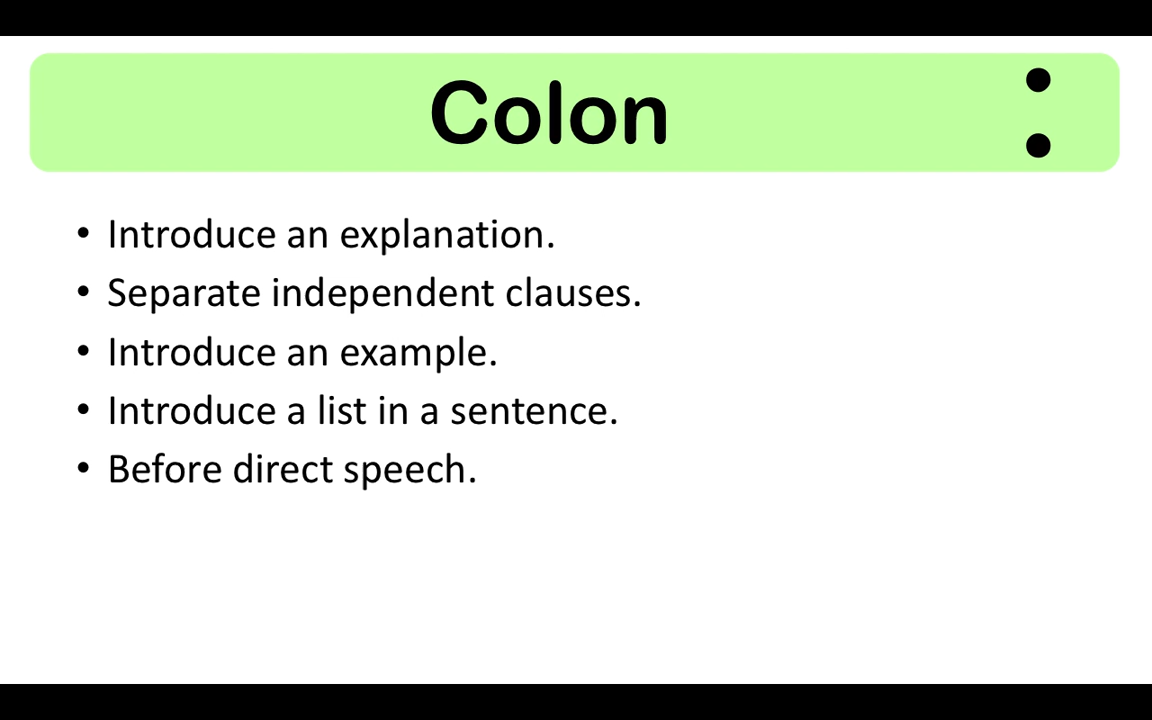 Colon :
• Introduce an explanation.
• Separate independent clauses.
• Introduce an example.
• Introduce a list in a sentence.
• Before direct speech.